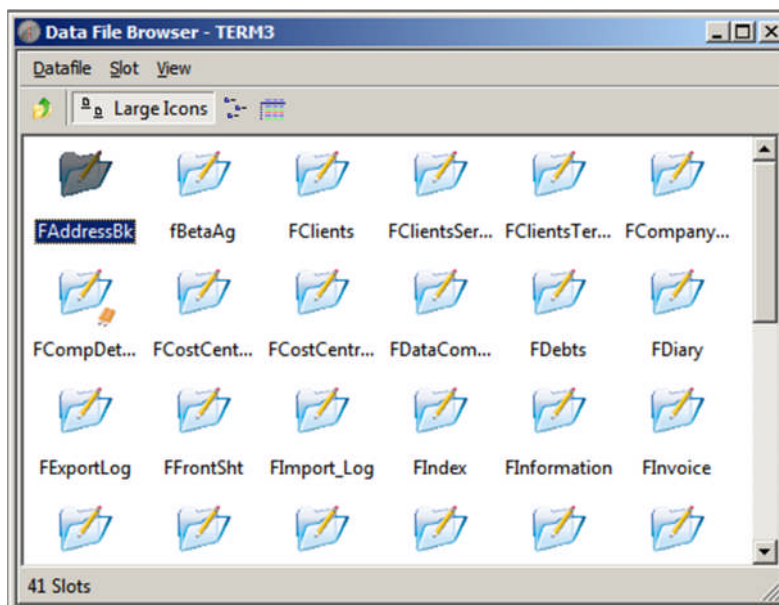 Data File Browser - TERM3
Datafile Slot View
Large Icons
FAddressBk fBetaAg FClients FClientsSer... FClientsTer... FCompany...
FCompDet... FCostCent... FCostCentr... FDataCom... FDebts FDiary
FExportLog FFrontSht FImport_Log FIndex FInformation FInvoice
41 Slots